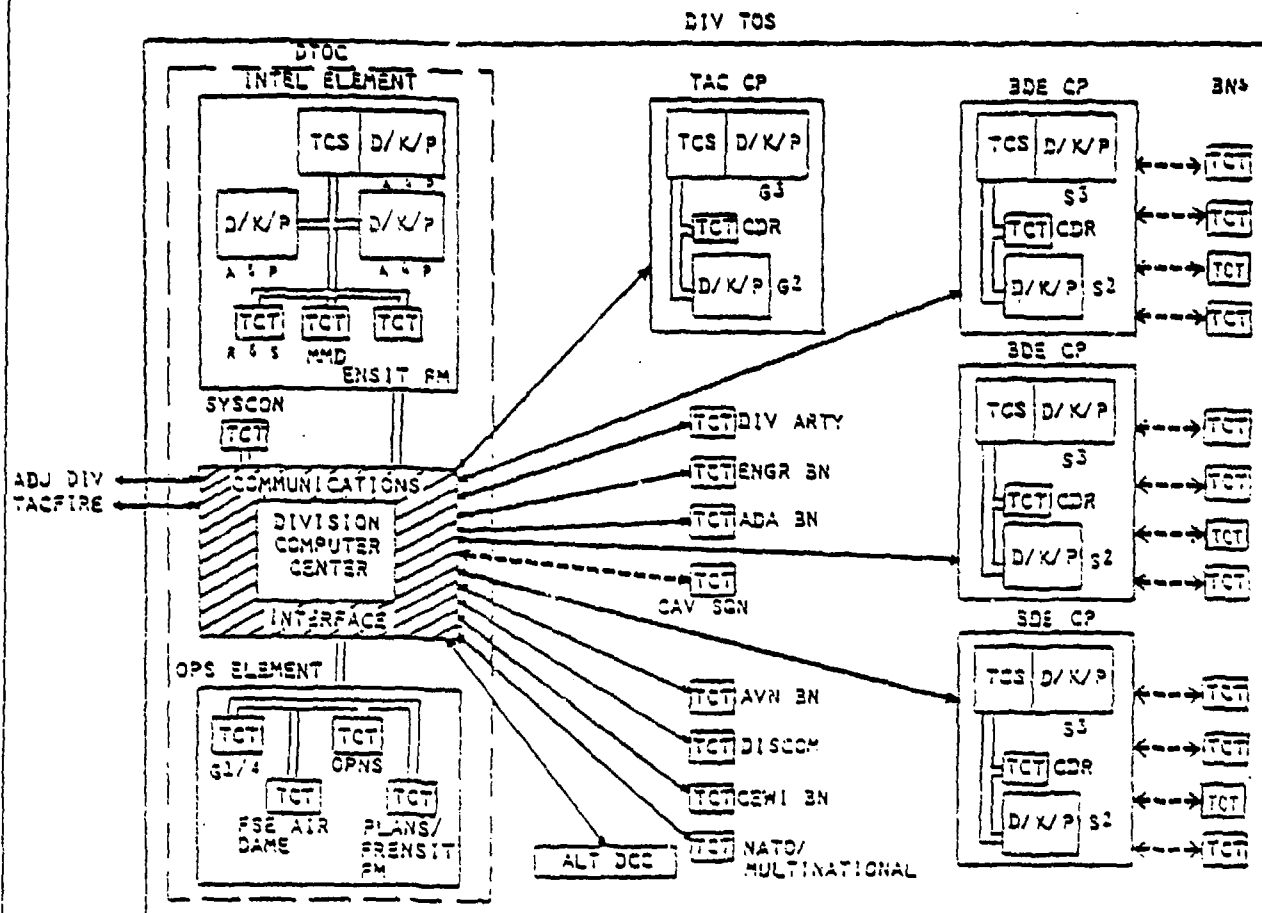 DIV TOS
DTOC
INTEL ELEMENT
TCS D/K/P
A & P
D/K/P D/K/P
A & P A & P
TCT TCT TCT
R & S MMD
ENSIT RM
SYSCON
TCT
ADJ DIV
TACFIRE
COMMUNICATIONS
DIVISION
COMPUTER
CENTER
INTERFACE
OPS ELEMENT
TCT TCT
G1/4 OPNS
TCT TCT
FSE AIR
DAME
PLANS/
FRENSIT
RM
TAC CP
TCS D/K/P
G3
TCT CDR
D/K/P G2
TCT DIV ARTY
TCT ENGR BN
TCT ADA BN
TCT
CAV SQN
TCT AVN BN
TCT DISCOM
TCT CEWI BN
TCT NATO/
MULTINATIONAL
ALT DCC
BDE CP
TCS D/K/P
S3
TCT CDR
D/K/P S2
BDE CP
TCS D/K/P
S3
TCT CDR
D/K/P S2
BDE CP
TCS D/K/P
S3
TCT CDR
D/K/P S2
BNS
TCT
TCT
TCT
TCT
TCT
TCT
TCT
TCT
TCT
TCT
TCT
TCT